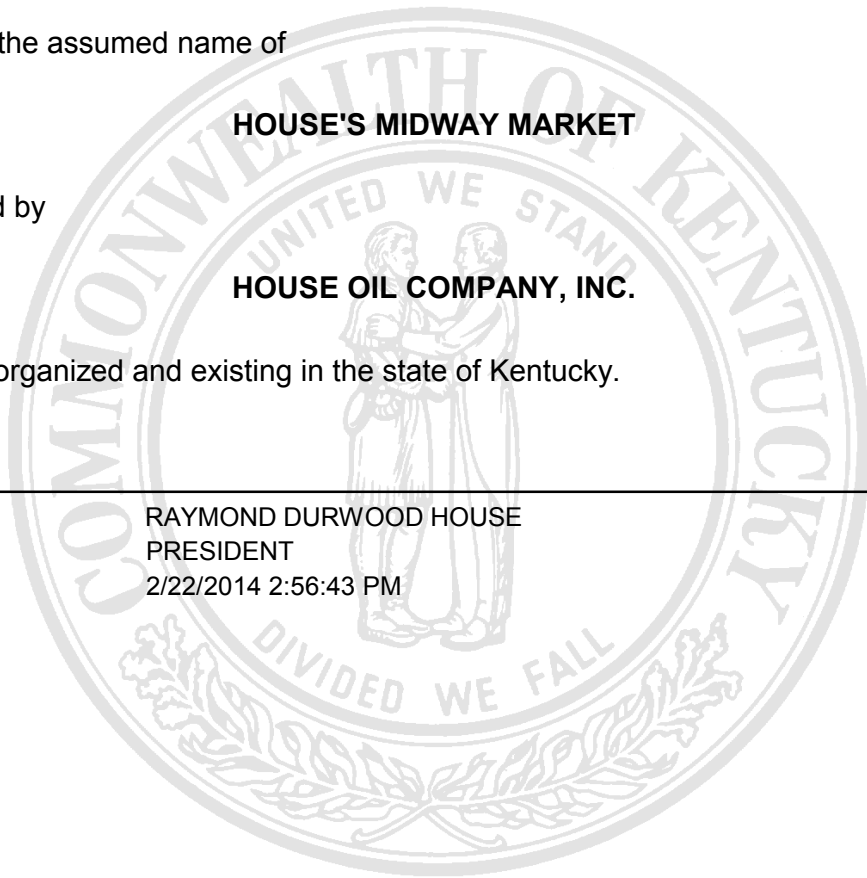 the assumed name of
HOUSE'S MIDWAY MARKET
d by
HOUSE OIL COMPANY, INC.
organized and existing in the state of Kentucky.
RAYMOND DURWOOD HOUSE
PRESIDENT
2/22/2014 2:56:43 PM
COMMONWEALTH OF KENTUCKY
UNITED WE STAND
DIVIDED WE FALL